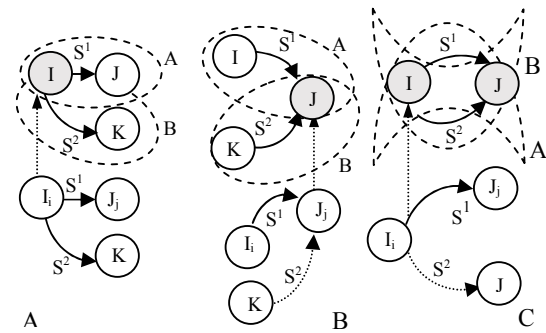 I S¹ J A
S² K B
Iᵢ S¹ Jⱼ
S² K
A
I S¹ A
J
K S² B
Iᵢ S¹ Jⱼ
K S²
B
I S¹ J B
S² A
Iᵢ S¹ Jⱼ
S² J
C